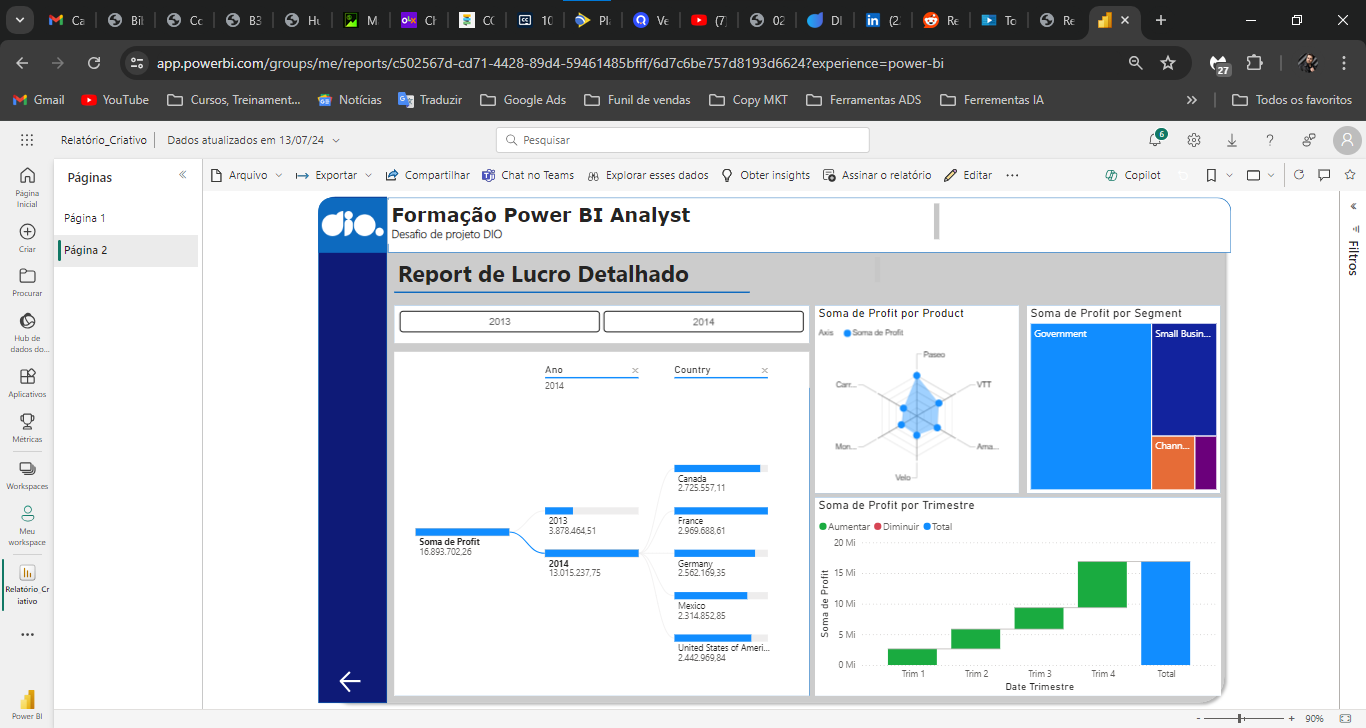 Ca
Bil
Co
B3
Hu
M
Ch
CC
10
Pl
Ve
(7)
02
DI
(2
Re
To
Re
app.powerbi.com/groups/me/reports/c502567d-cd71-4428-89d4-59461485bfff/6d7c6be757d8193d6624?experience=power-bi
27
Gmail
YouTube
Cursos, Treinament...
Notícias
Traduzir
Google Ads
Funil de vendas
Copy MKT
Ferramentas ADS
Ferrementas IA
Todos os favoritos
Relatório_Criativo
Dados atualizados em 13/07/24
Pesquisar
6
Página
Inicial
Criar
Procurar
Hub de
dados do...
Aplicativos
Métricas
Workspaces
Meu
workspace
Relatório_Cr
iativo
Power BI
Páginas
Página 1
Página 2
Arquivo
Exportar
Compartilhar
Chat no Teams
Explorar esses dados
Obter insights
Assinar o relatório
Editar
Copilot
Filtros
dio.
Formação Power BI Analyst
Desafio de projeto DIO
Report de Lucro Detalhado
2013
2014
Ano
2014
Country
Soma de Profit
16.893.702,26
2013
3.878.464,51
2014
13.015.237,75
Canada
2.725.557,11
France
2.969.688,61
Germany
2.562.169,35
Mexico
2.314.852,85
United States of Ameri...
2.442.969,84
Soma de Profit por Product
Axis
Soma de Profit
Paseo
VTT
Ama...
Velo
Mon...
Carr...
Soma de Profit por Segment
Government
Small Busin...
Chann...
Soma de Profit por Trimestre
Aumentar
Diminuir
Total
Soma de Profit
20 Mi
15 Mi
10 Mi
5 Mi
0 Mi
Trim 1
Trim 2
Trim 3
Trim 4
Total
Date Trimestre
- + 90%